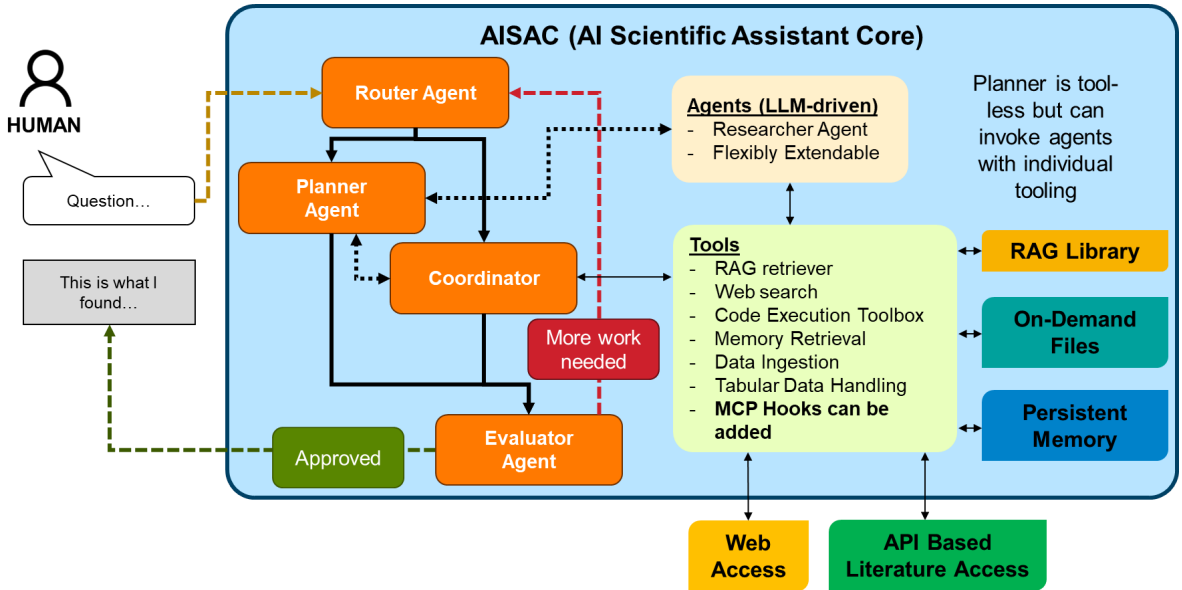 AISAC (AI Scientific Assistant Core)
HUMAN
Question…
This is what I
found…
Router Agent
Planner
Agent
Coordinator
More work
needed
Evaluator
Agent
Approved
Agents (LLM-driven)
- Researcher Agent
- Flexibly Extendable
Planner is tool-
less but can
invoke agents
with individual
tooling
Tools
- RAG retriever
- Web search
- Code Execution Toolbox
- Memory Retrieval
- Data Ingestion
- Tabular Data Handling
- MCP Hooks can be
added
RAG Library
On-Demand
Files
Persistent
Memory
Web
Access
API Based
Literature Access